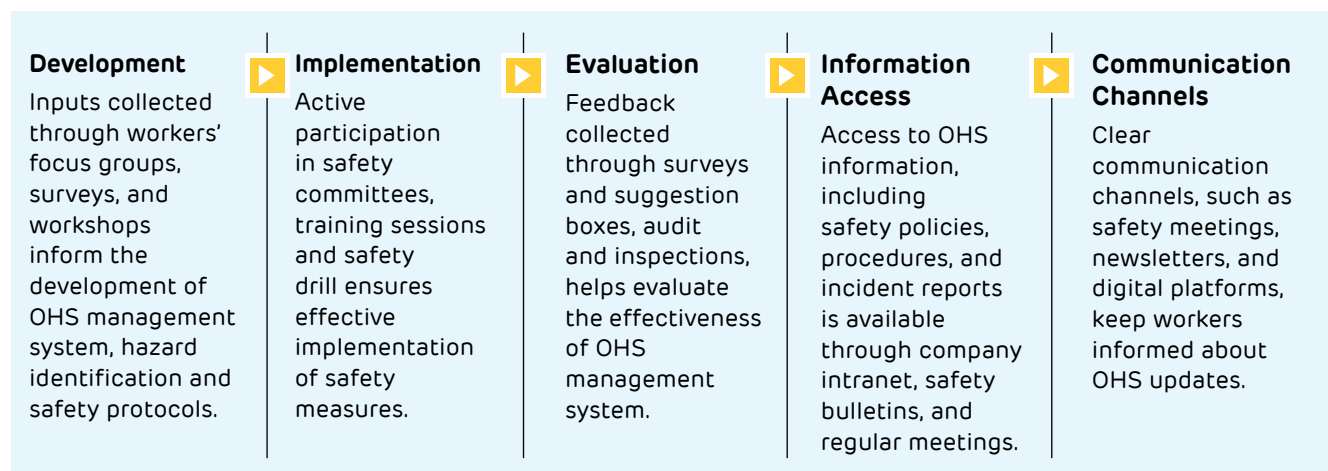 Development
Inputs collected
through workers’
focus groups,
surveys, and
workshops
inform the
development of
OHS management
system, hazard
identification and
safety protocols.
Implementation
Active
participation
in safety
committees,
training sessions
and safety
drill ensures
effective
implementation
of safety
measures.
Evaluation
Feedback
collected
through surveys
and suggestion
boxes, audit
and inspections,
helps evaluate
the effectiveness
of OHS
management
system.
Information
Access
Access to OHS
information,
including
safety policies,
procedures, and
incident reports
is available
through company
intranet, safety
bulletins, and
regular meetings.
Communication
Channels
Clear
communication
channels, such as
safety meetings,
newsletters, and
digital platforms,
keep workers
informed about
OHS updates.